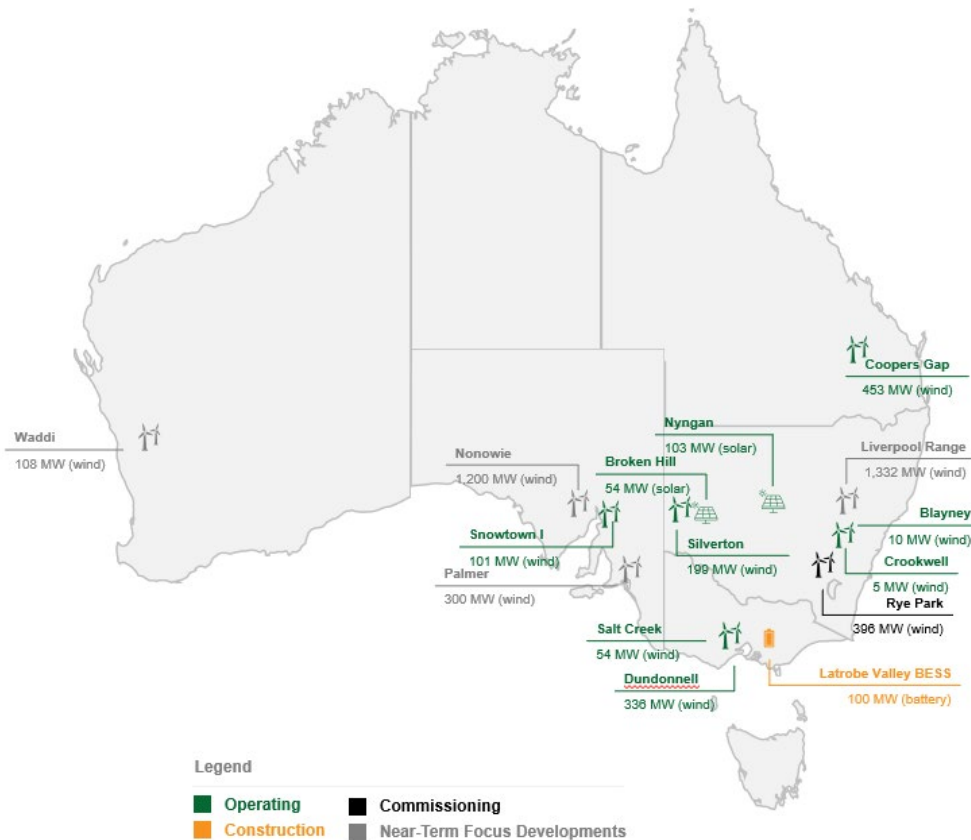 Coopers Gap
453 MW (wind)
Waddi
108 MW (wind)
Nyngan
103 MW (solar)
Liverpool Range
1,332 MW (wind)
Nonowie
1,200 MW (wind)
Broken Hill
54 MW (solar)
Blayney
10 MW (wind)
Snowtown I
101 MW (wind)
Silverton
199 MW (wind)
Crookwell
5 MW (wind)
Palmer
300 MW (wind)
Rye Park
396 MW (wind)
Salt Creek
54 MW (wind)
Dundonnell
336 MW (wind)
Latrobe Valley BESS
100 MW (battery)
Legend
Operating
Commissioning
Construction
Near-Term Focus Developments